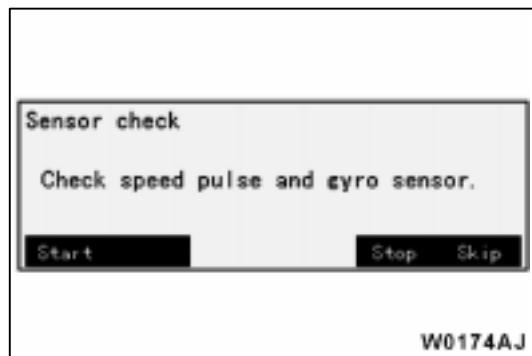 Sensor check
Check speed pulse and gyro sensor.
Start Stop Skip
W0174AJ